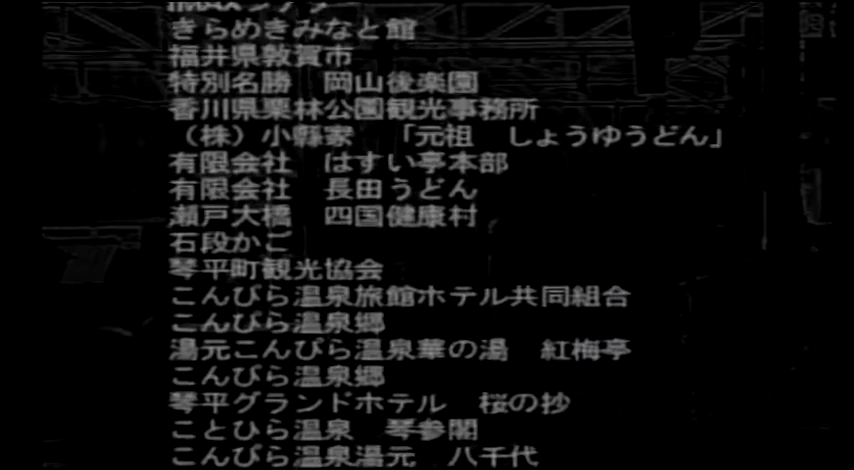 きらめきみなと館
福井県敦賀市
特別名勝　岡山後楽園
香川県栗林公園観光事務所
（株）小縣家　「元祖　しょうゆうどん」
有限会社　はすい亭本部
有限会社　長田うどん
瀬戸大橋　四国健康村
石段かご
琴平町観光協会
こんぴら温泉旅館ホテル共同組合
こんぴら温泉郷
湯元こんぴら温泉華の湯　紅梅亭
こんぴら温泉郷
琴平グランドホテル　桜の抄
ことひら温泉　琴参閣
こんぴら温泉湯元　八千代